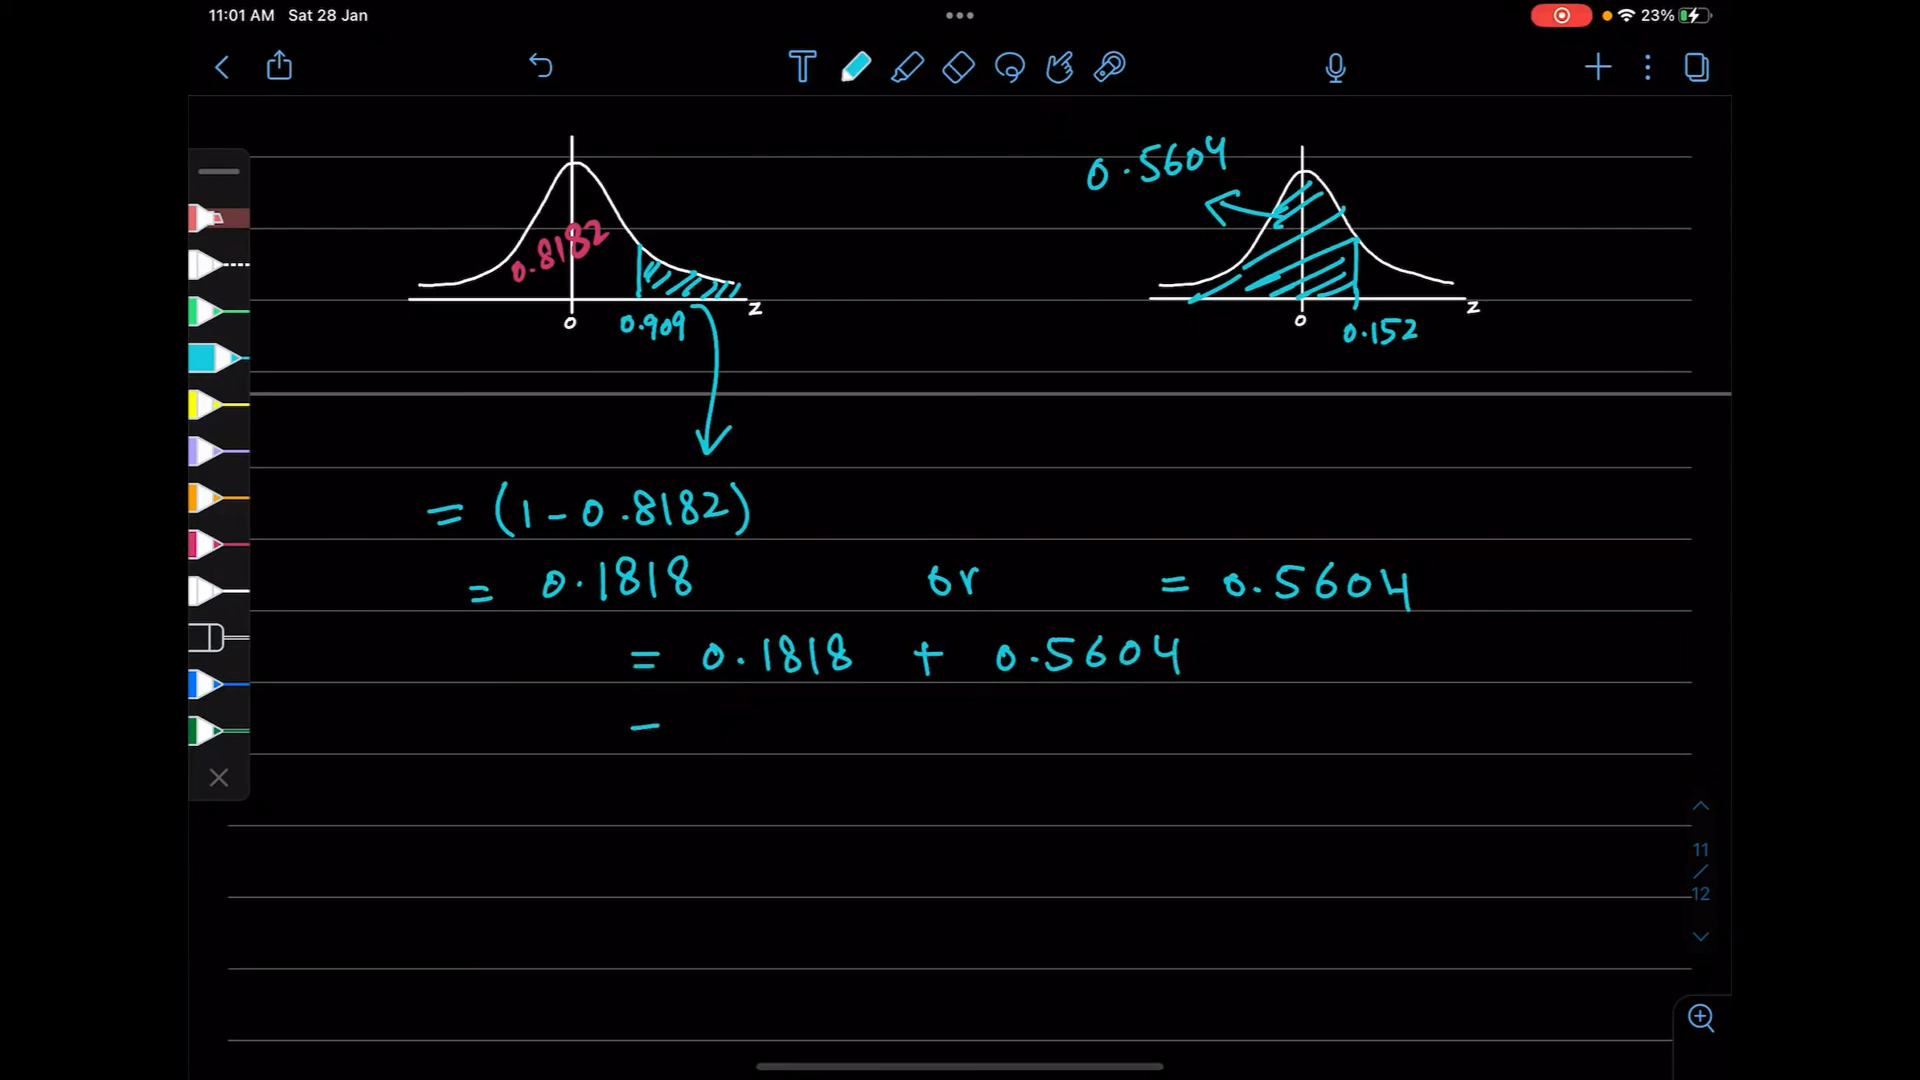 11:01 AM Sat 28 Jan
23%
T
0.5604
0.8182
0 0.909 z
0 0.152 z
= (1 - 0.8182)
= 0.1818 or = 0.5604
= 0.1818 + 0.5604
-
11
/
12